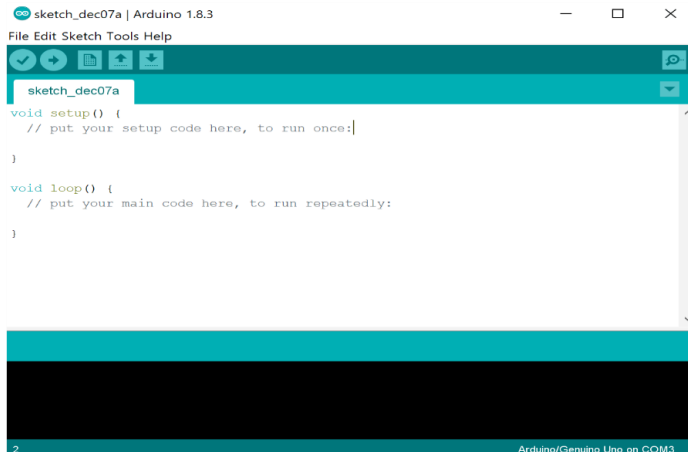 sketch_dec07a | Arduino 1.8.3
File Edit Sketch Tools Help
sketch_dec07a
void setup() {
  // put your setup code here, to run once:
}
void loop() {
  // put your main code here, to run repeatedly:
}
2 Arduino/Genuino Uno on COM3